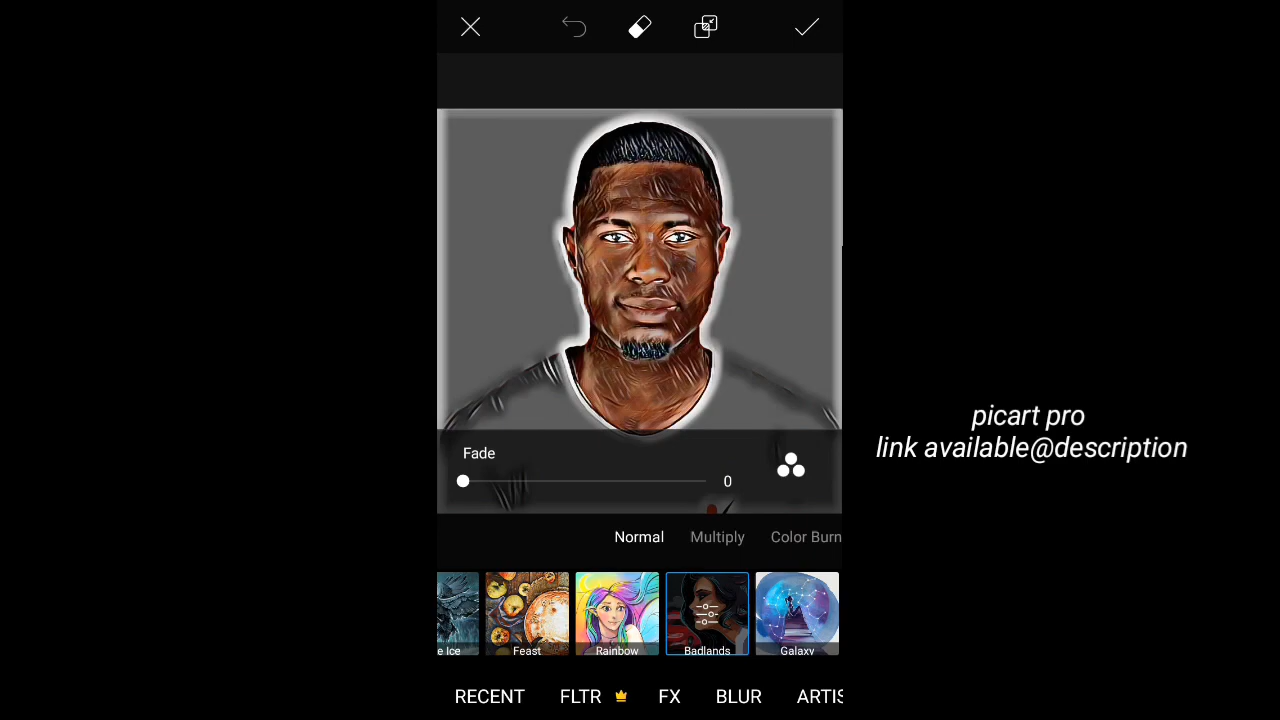 picart pro
link available@description
Fade
0
Normal Multiply Color Burn
e Ice Feast Rainbow Badlands Galaxy
RECENT FLTR FX BLUR ARTIS